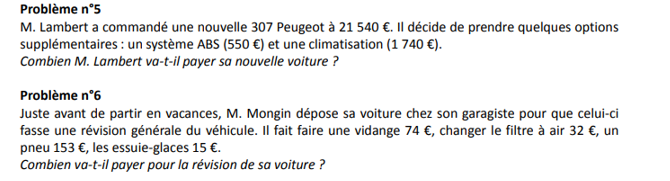 Problème n°5
M. Lambert a commandé une nouvelle 307 Peugeot à 21 540 €. Il décide de prendre quelques options
supplémentaires : un système ABS (550 €) et une climatisation (1 740 €).
Combien M. Lambert va-t-il payer sa nouvelle voiture ?
Problème n°6
Juste avant de partir en vacances, M. Mongin dépose sa voiture chez son garagiste pour que celui-ci
fasse une révision générale du véhicule. Il fait faire une vidange 74 €, changer le filtre à air 32 €, un
pneu 153 €, les essuie-glaces 15 €.
Combien va-t-il payer pour la révision de sa voiture ?